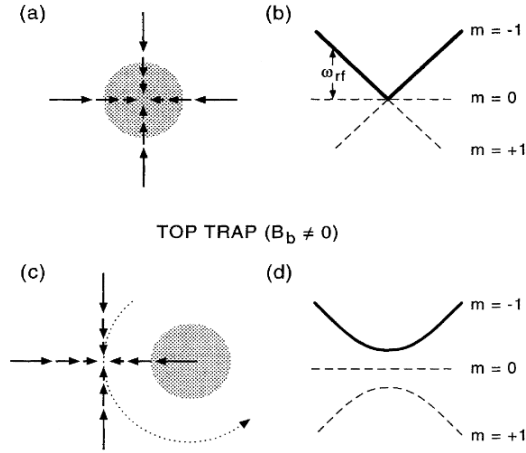 (a)
(b)
m = -1
ω_rf
m = 0
m = +1
TOP TRAP (B_b ≠ 0)
(c)
(d)
m = -1
m = 0
m = +1